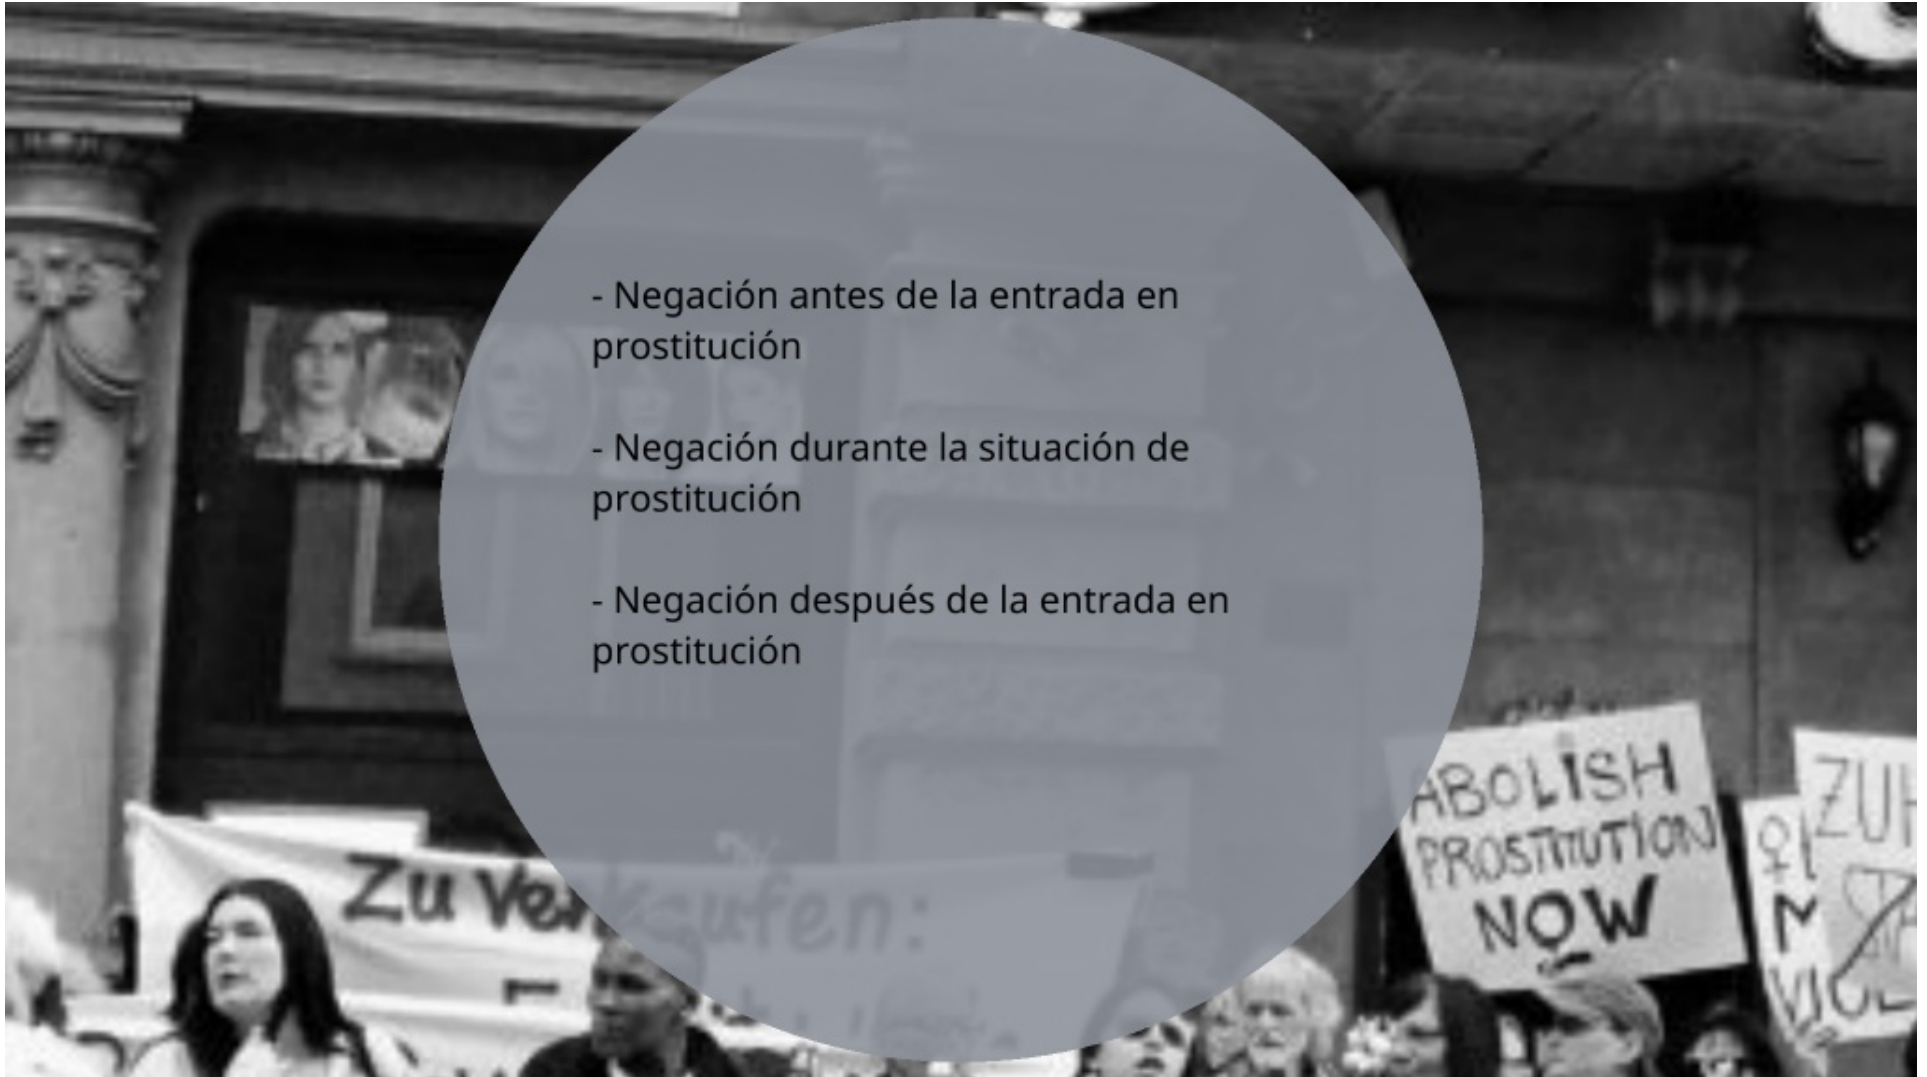 - Negación antes de la entrada en
prostitución
- Negación durante la situación de
prostitución
- Negación después de la entrada en
prostitución
Zu Verkaufen:
ABOLISH
PROSTITUTION
NOW
ZUH
M